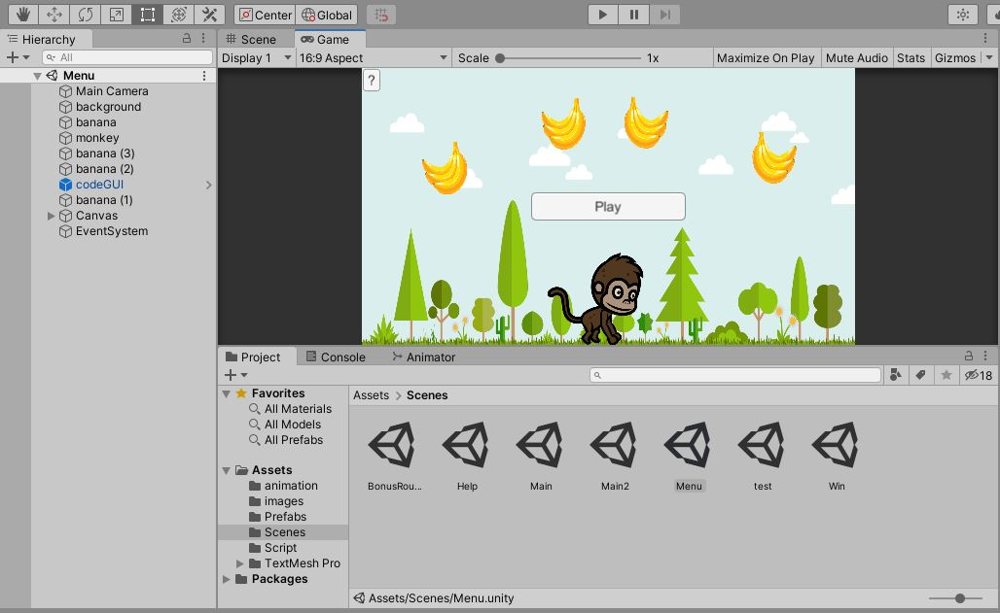 Center Global
Hierarchy
All
Menu
Main Camera
background
banana
monkey
banana (3)
banana (2)
codeGUI
banana (1)
Canvas
EventSystem
Scene Game
Display 1 16:9 Aspect Scale 1x Maximize On Play Mute Audio Stats Gizmos
?
Play
Project Console Animator
18
Favorites
All Materials
All Models
All Prefabs
Assets
animation
images
Prefabs
Scenes
Script
TextMesh Pro
Packages
Assets > Scenes
BonusRou... Help Main Main2 Menu test Win
Assets/Scenes/Menu.unity